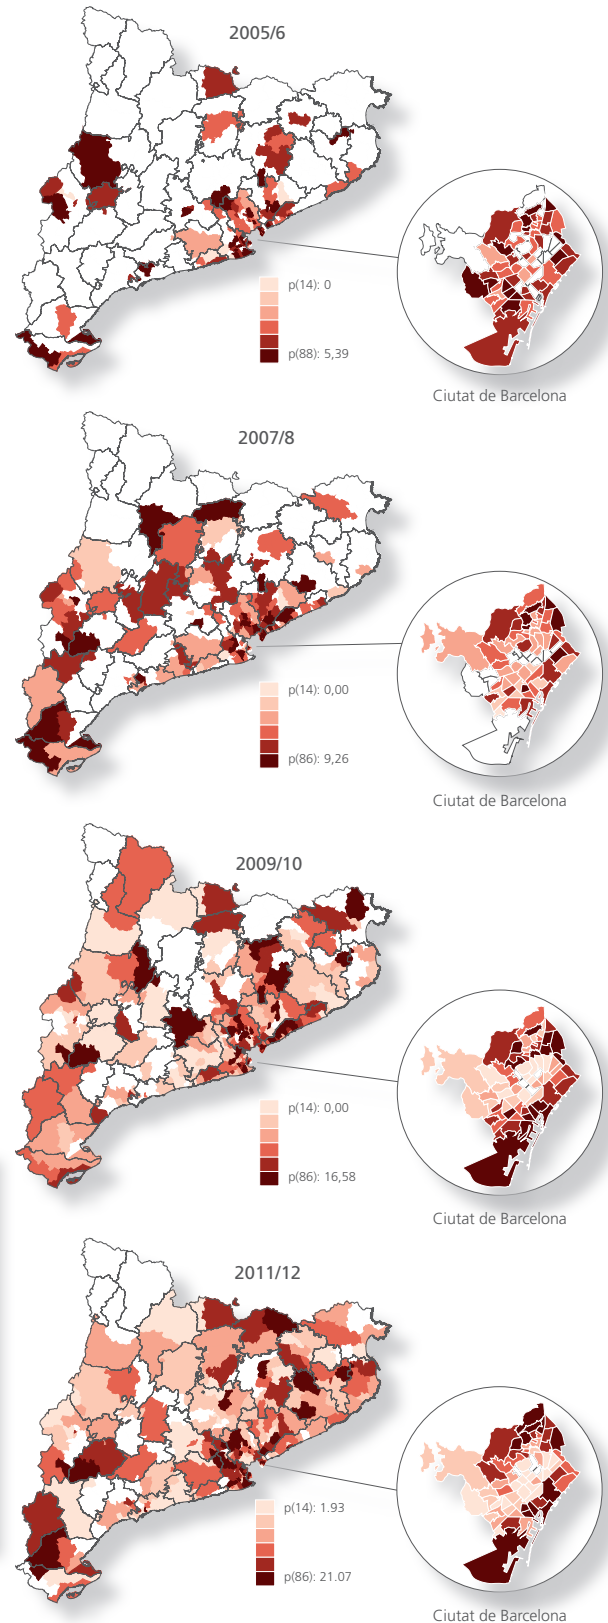 2005/6
p(14): 0
p(88): 5,39
Ciutat de Barcelona
2007/8
p(14): 0,00
p(86): 9,26
Ciutat de Barcelona
2009/10
p(14): 0,00
p(86): 16,58
Ciutat de Barcelona
2011/12
p(14): 1.93
p(86): 21.07
Ciutat de Barcelona